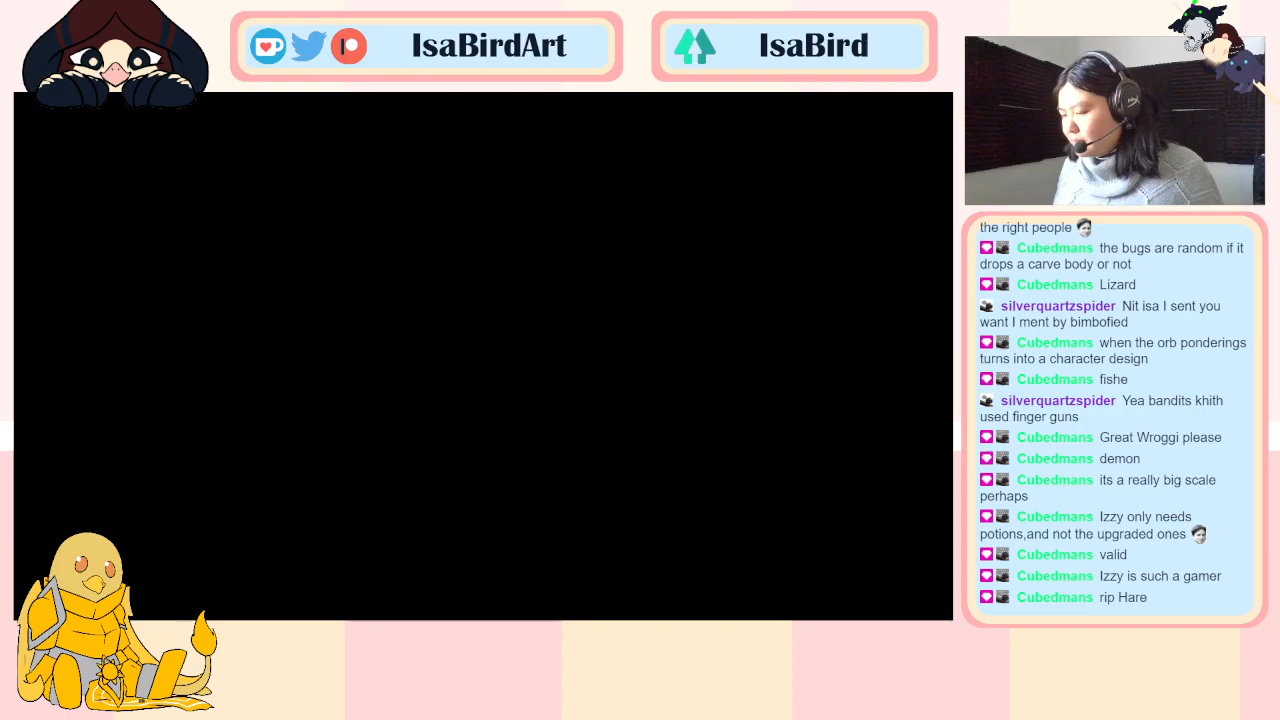 IsaBirdArt
IsaBird
the right people
Cubedmans the bugs are random if it
drops a carve body or not
Cubedmans Lizard
silverquartzspider Nit isa I sent you
want I ment by bimbofied
Cubedmans when the orb ponderings
turns into a character design
Cubedmans fishe
silverquartzspider Yea bandits khith
used finger guns
Cubedmans Great Wroggi please
Cubedmans demon
Cubedmans its a really big scale
perhaps
Cubedmans Izzy only needs
potions,and not the upgraded ones
Cubedmans valid
Cubedmans Izzy is such a gamer
Cubedmans rip Hare